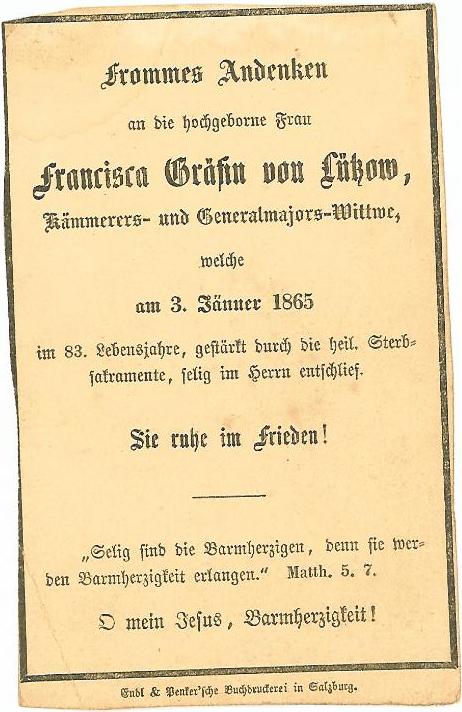 Frommes Andenken
an die hochgeborne Frau
Francisca Gräfin von Lützow,
Kämmerers- und Generalmajors-Wittwe,
welche
am 3. Jänner 1865
im 83. Lebensjahre, gestärkt durch die heil. Sterb-
sakramente, selig im Herrn entschlief.
Sie ruhe im Frieden!
„Selig sind die Barmherzigen, denn sie wer-
den Barmherzigkeit erlangen.“ Matth. 5. 7.
O mein Jesus, Barmherzigkeit!
Endl & Penker'sche Buchdruckerei in Salzburg.